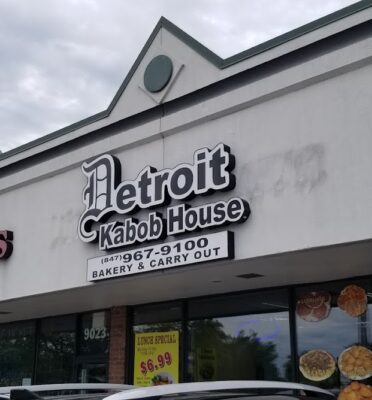 Detroit
Kabob House
(847) 967-9100
BAKERY & CARRY OUT
S
9023
LUNCH SPECIAL
$6.99